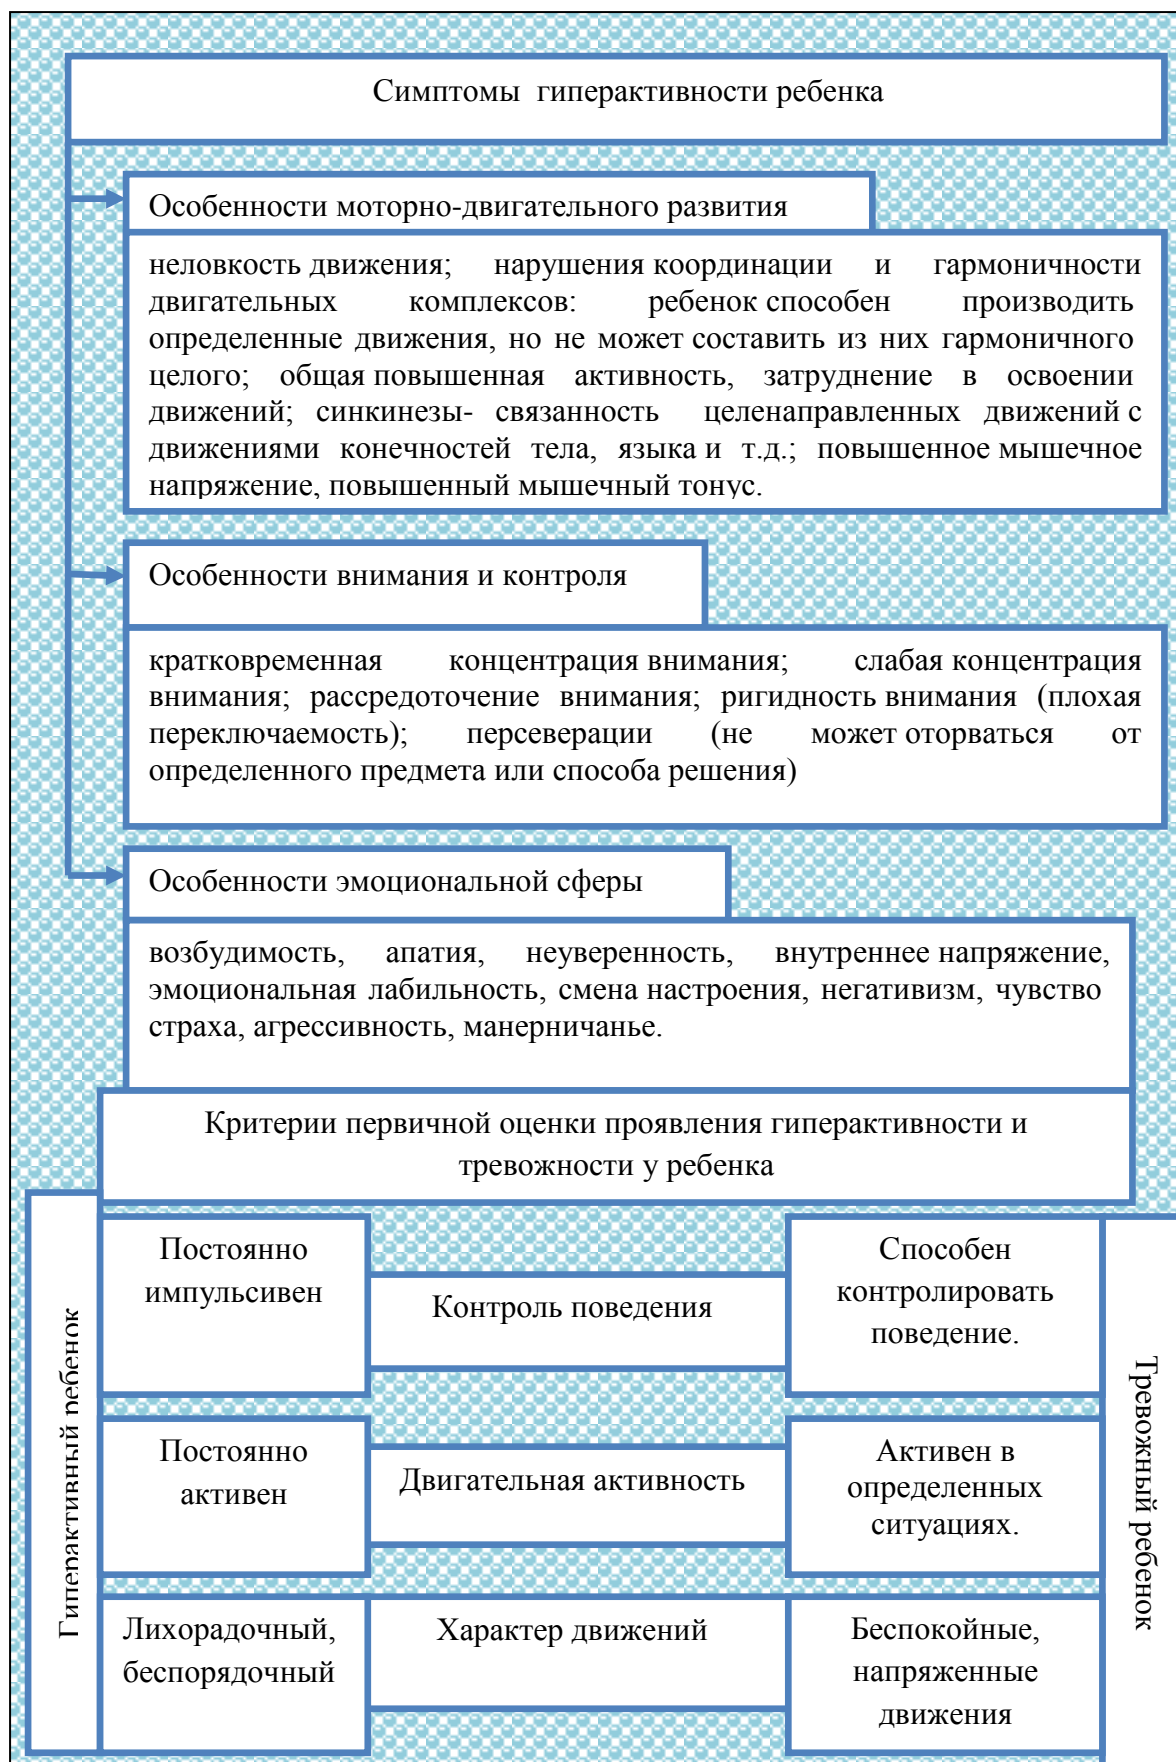 Симптомы гиперактивности ребенка
Особенности моторно-двигательного развития
неловкость движения; нарушения координации и гармоничности
двигательных комплексов: ребенок способен производить
определенные движения, но не может составить из них гармоничного
целого; общая повышенная активность, затруднение в освоении
движений; синкинезы- связанность целенаправленных движений с
движениями конечностей тела, языка и т.д.; повышенное мышечное
напряжение, повышенный мышечный тонус.
Особенности внимания и контроля
кратковременная концентрация внимания; слабая концентрация
внимания; рассредоточение внимания; ригидность внимания (плохая
переключаемость); персеверации (не может оторваться от
определенного предмета или способа решения)
Особенности эмоциональной сферы
возбудимость, апатия, неуверенность, внутреннее напряжение,
эмоциональная лабильность, смена настроения, негативизм, чувство
страха, агрессивность, манерничанье.
Критерии первичной оценки проявления гиперактивности и
тревожности у ребенка
Гиперактивный ребенок
Постоянно
импульсивен
Контроль поведения
Способен
контролировать
поведение.
Постоянно
активен
Двигательная активность
Активен в
определенных
ситуациях.
Лихорадочный,
беспорядочный
Характер движений
Беспокойные,
напряженные
движения
Тревожный ребенок